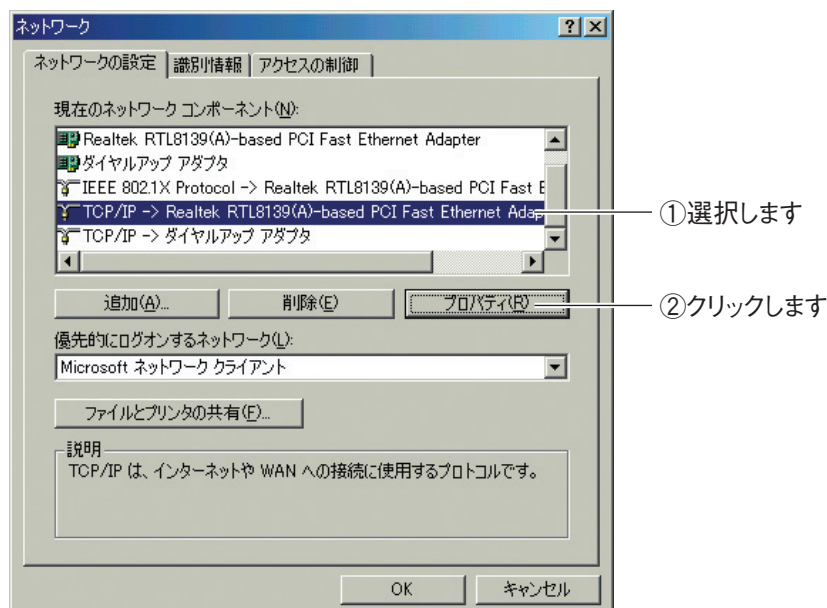 ネットワーク
ネットワークの設定 識別情報 アクセスの制御
現在のネットワーク コンポーネント(N):
Realtek RTL8139(A)-based PCI Fast Ethernet Adapter
ダイヤルアップ アダプタ
IEEE 802.1X Protocol -> Realtek RTL8139(A)-based PCI Fast E
TCP/IP -> Realtek RTL8139(A)-based PCI Fast Ethernet Adap
①選択します
TCP/IP -> ダイヤルアップ アダプタ
追加(A)... 削除(E) プロパティ(R)
②クリックします
優先的にログオンするネットワーク(L):
Microsoft ネットワーク クライアント
ファイルとプリンタの共有(F)...
説明
TCP/IP は、インターネットや WAN への接続に使用するプロトコルです。
OK キャンセル